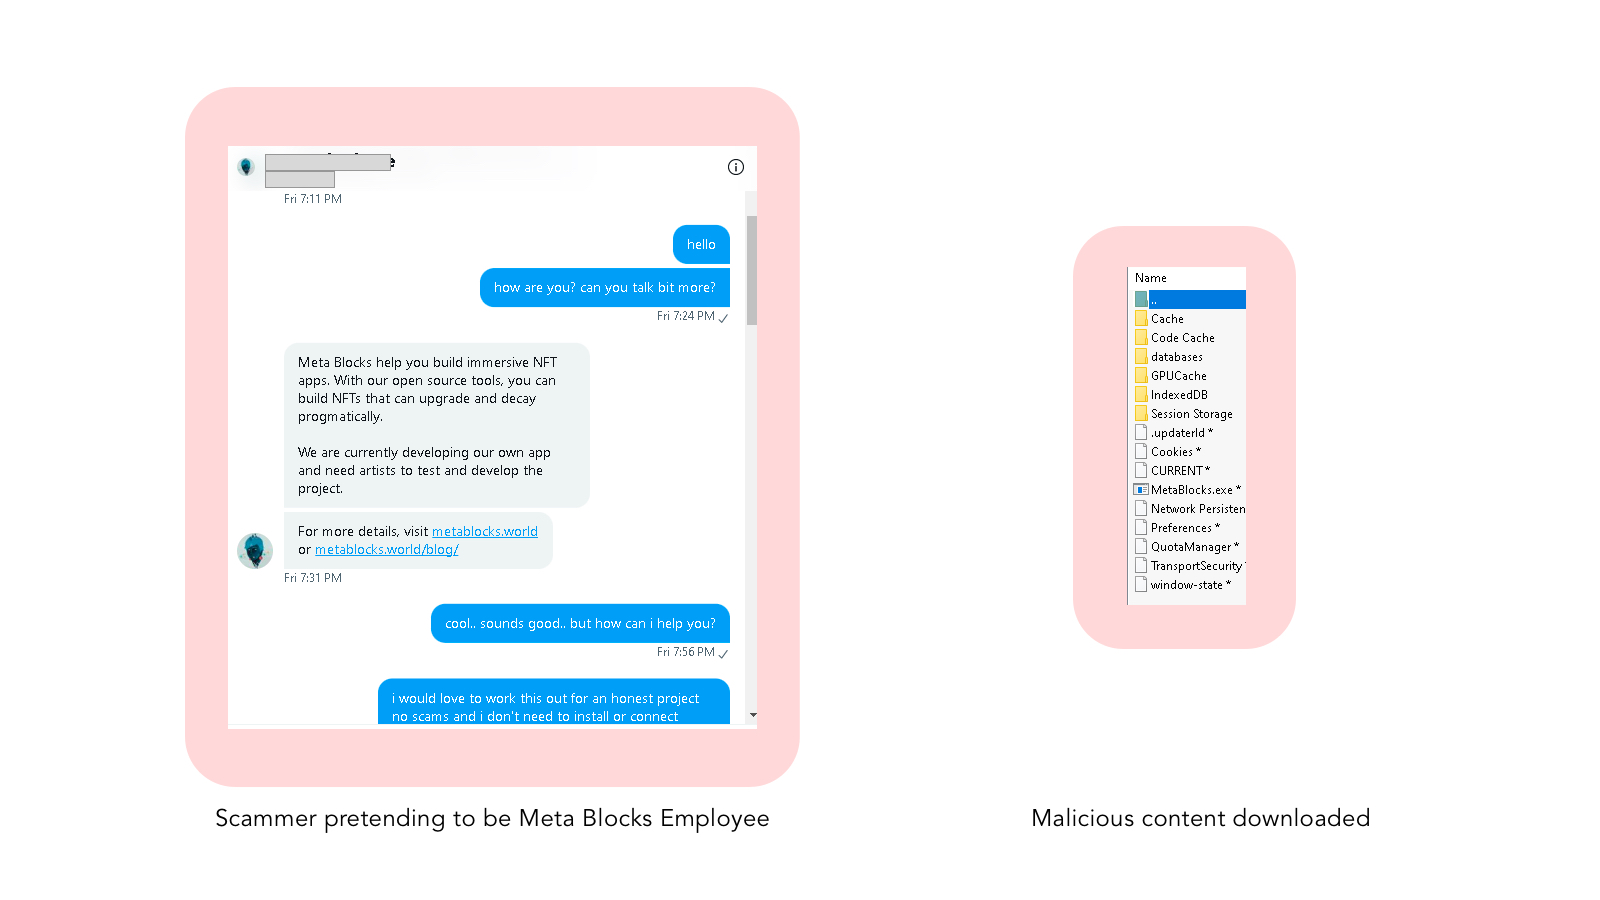 Fri 7:11 PM
hello
how are you? can you talk bit more?
Fri 7:24 PM
Meta Blocks help you build immersive NFT
apps. With our open source tools, you can
build NFTs that can upgrade and decay
progmatically.
We are currently developing our own app
and need artists to test and develop the
project.
For more details, visit metablocks.world
or metablocks.world/blog/
Fri 7:31 PM
cool.. sounds good.. but how can i help you?
Fri 7:56 PM
i would love to work this out for an honest project
no scams and i don't need to install or connect
Scammer pretending to be Meta Blocks Employee
Name
..
Cache
Code Cache
databases
GPUCache
IndexedDB
Session Storage
.updaterId *
Cookies *
CURRENT *
MetaBlocks.exe *
Network Persisten
Preferences *
QuotaManager *
TransportSecurity
window-state *
Malicious content downloaded